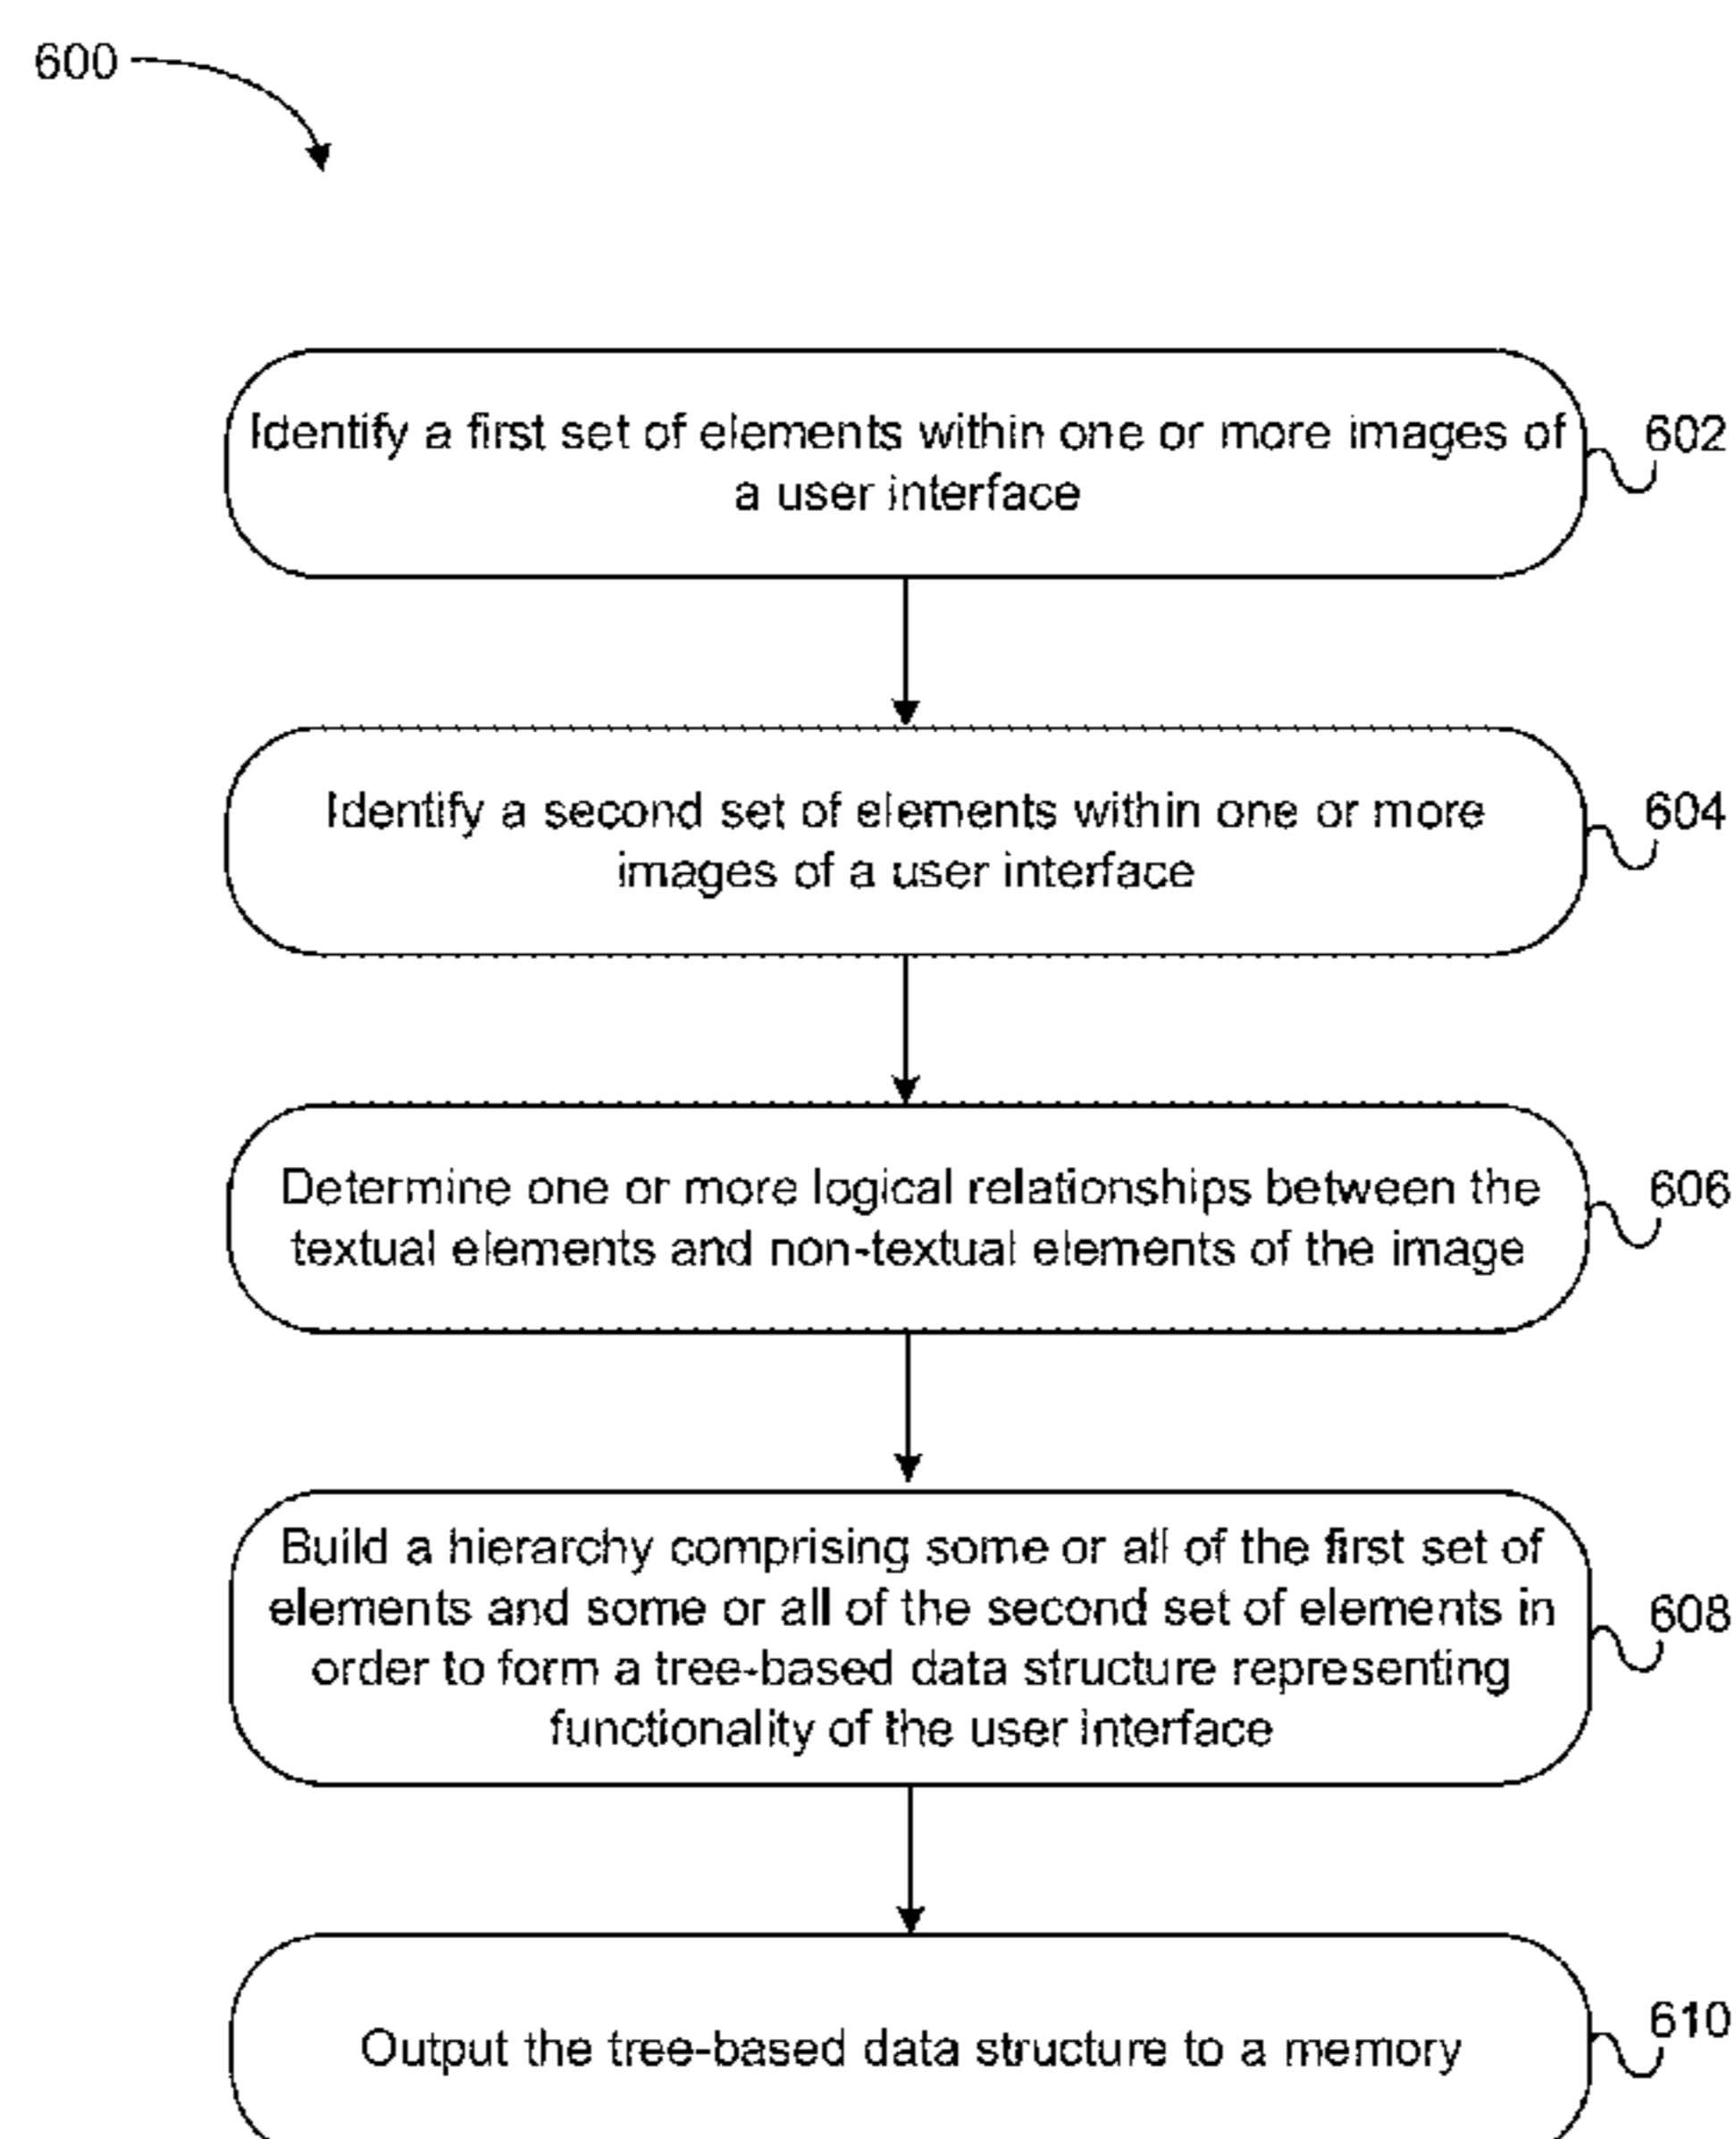 600
Identify a first set of elements within one or more images of
a user interface
602
Identify a second set of elements within one or more
images of a user interface
604
Determine one or more logical relationships between the
textual elements and non-textual elements of the image
606
Build a hierarchy comprising some or all of the first set of
elements and some or all of the second set of elements in
order to form a tree-based data structure representing
functionality of the user interface
608
Output the tree-based data structure to a memory
610